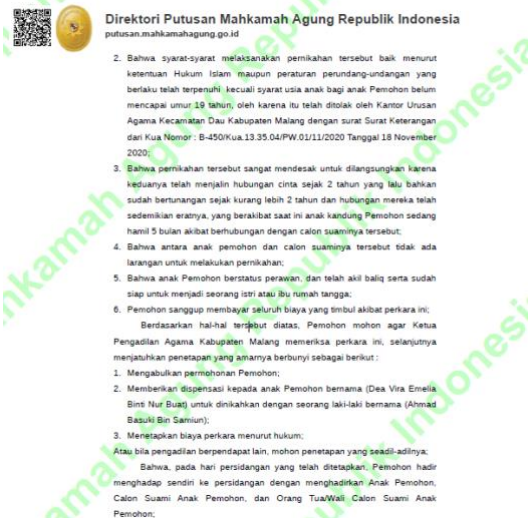 Direktori Putusan Mahkamah Agung Republik Indonesia
putusan.mahkamahagung.go.id
2. Bahwa syarat-syarat melaksanakan pernikahan tersebut baik menurut
ketentuan Hukum Islam maupun peraturan perundang-undangan yang
berlaku telah terpenuhi kecuali syarat usia anak bagi anak Pemohon belum
mencapai umur 19 tahun, oleh karena itu telah ditolak oleh Kantor Urusan
Agama Kecamatan Dau Kabupaten Malang dengan surat Surat Keterangan
dari Kua Nomor : B-450/Kua.13.35.04/PW.01/11/2020 Tanggal 18 November
2020;
3. Bahwa pernikahan tersebut sangat mendesak untuk dilangsungkan karena
keduanya telah menjalin hubungan cinta sejak 2 tahun yang lalu bahkan
sudah bertunangan sejak kurang lebih 2 tahun dan hubungan mereka telah
sedemikian eratnya, yang berakibat saat ini anak kandung Pemohon sedang
hamil 5 bulan akibat berhubungan dengan calon suaminya tersebut;
4. Bahwa antara anak pemohon dan calon suaminya tersebut tidak ada
larangan untuk melakukan pernikahan;
5. Bahwa anak Pemohon berstatus perawan, dan telah akil baliq serta sudah
siap untuk menjadi seorang istri atau ibu rumah tangga;
6. Pemohon sanggup membayar seluruh biaya yang timbul akibat perkara ini;
Berdasarkan hal-hal tersebut diatas, Pemohon mohon agar Ketua
Pengadilan Agama Kabupaten Malang memeriksa perkara ini, selanjutnya
menjatuhkan penetapan yang amarnya berbunyi sebagai berikut :
1. Mengabulkan permohonan Pemohon;
2. Memberikan dispensasi kepada anak Pemohon bernama (Dea Vira Emelia
Binti Nur Buat) untuk dinikahkan dengan seorang laki-laki bernama (Ahmad
Basuki Bin Samiun);
3. Menetapkan biaya perkara menurut hukum;
Atau bila pengadilan berpendapat lain, mohon penetapan yang seadil-adilnya;
Bahwa, pada hari persidangan yang telah ditetapkan, Pemohon hadir
menghadap sendiri ke persidangan dengan menghadirkan Anak Pemohon,
Calon Suami Anak Pemohon, dan Orang Tua/Wali Calon Suami Anak
Pemohon;